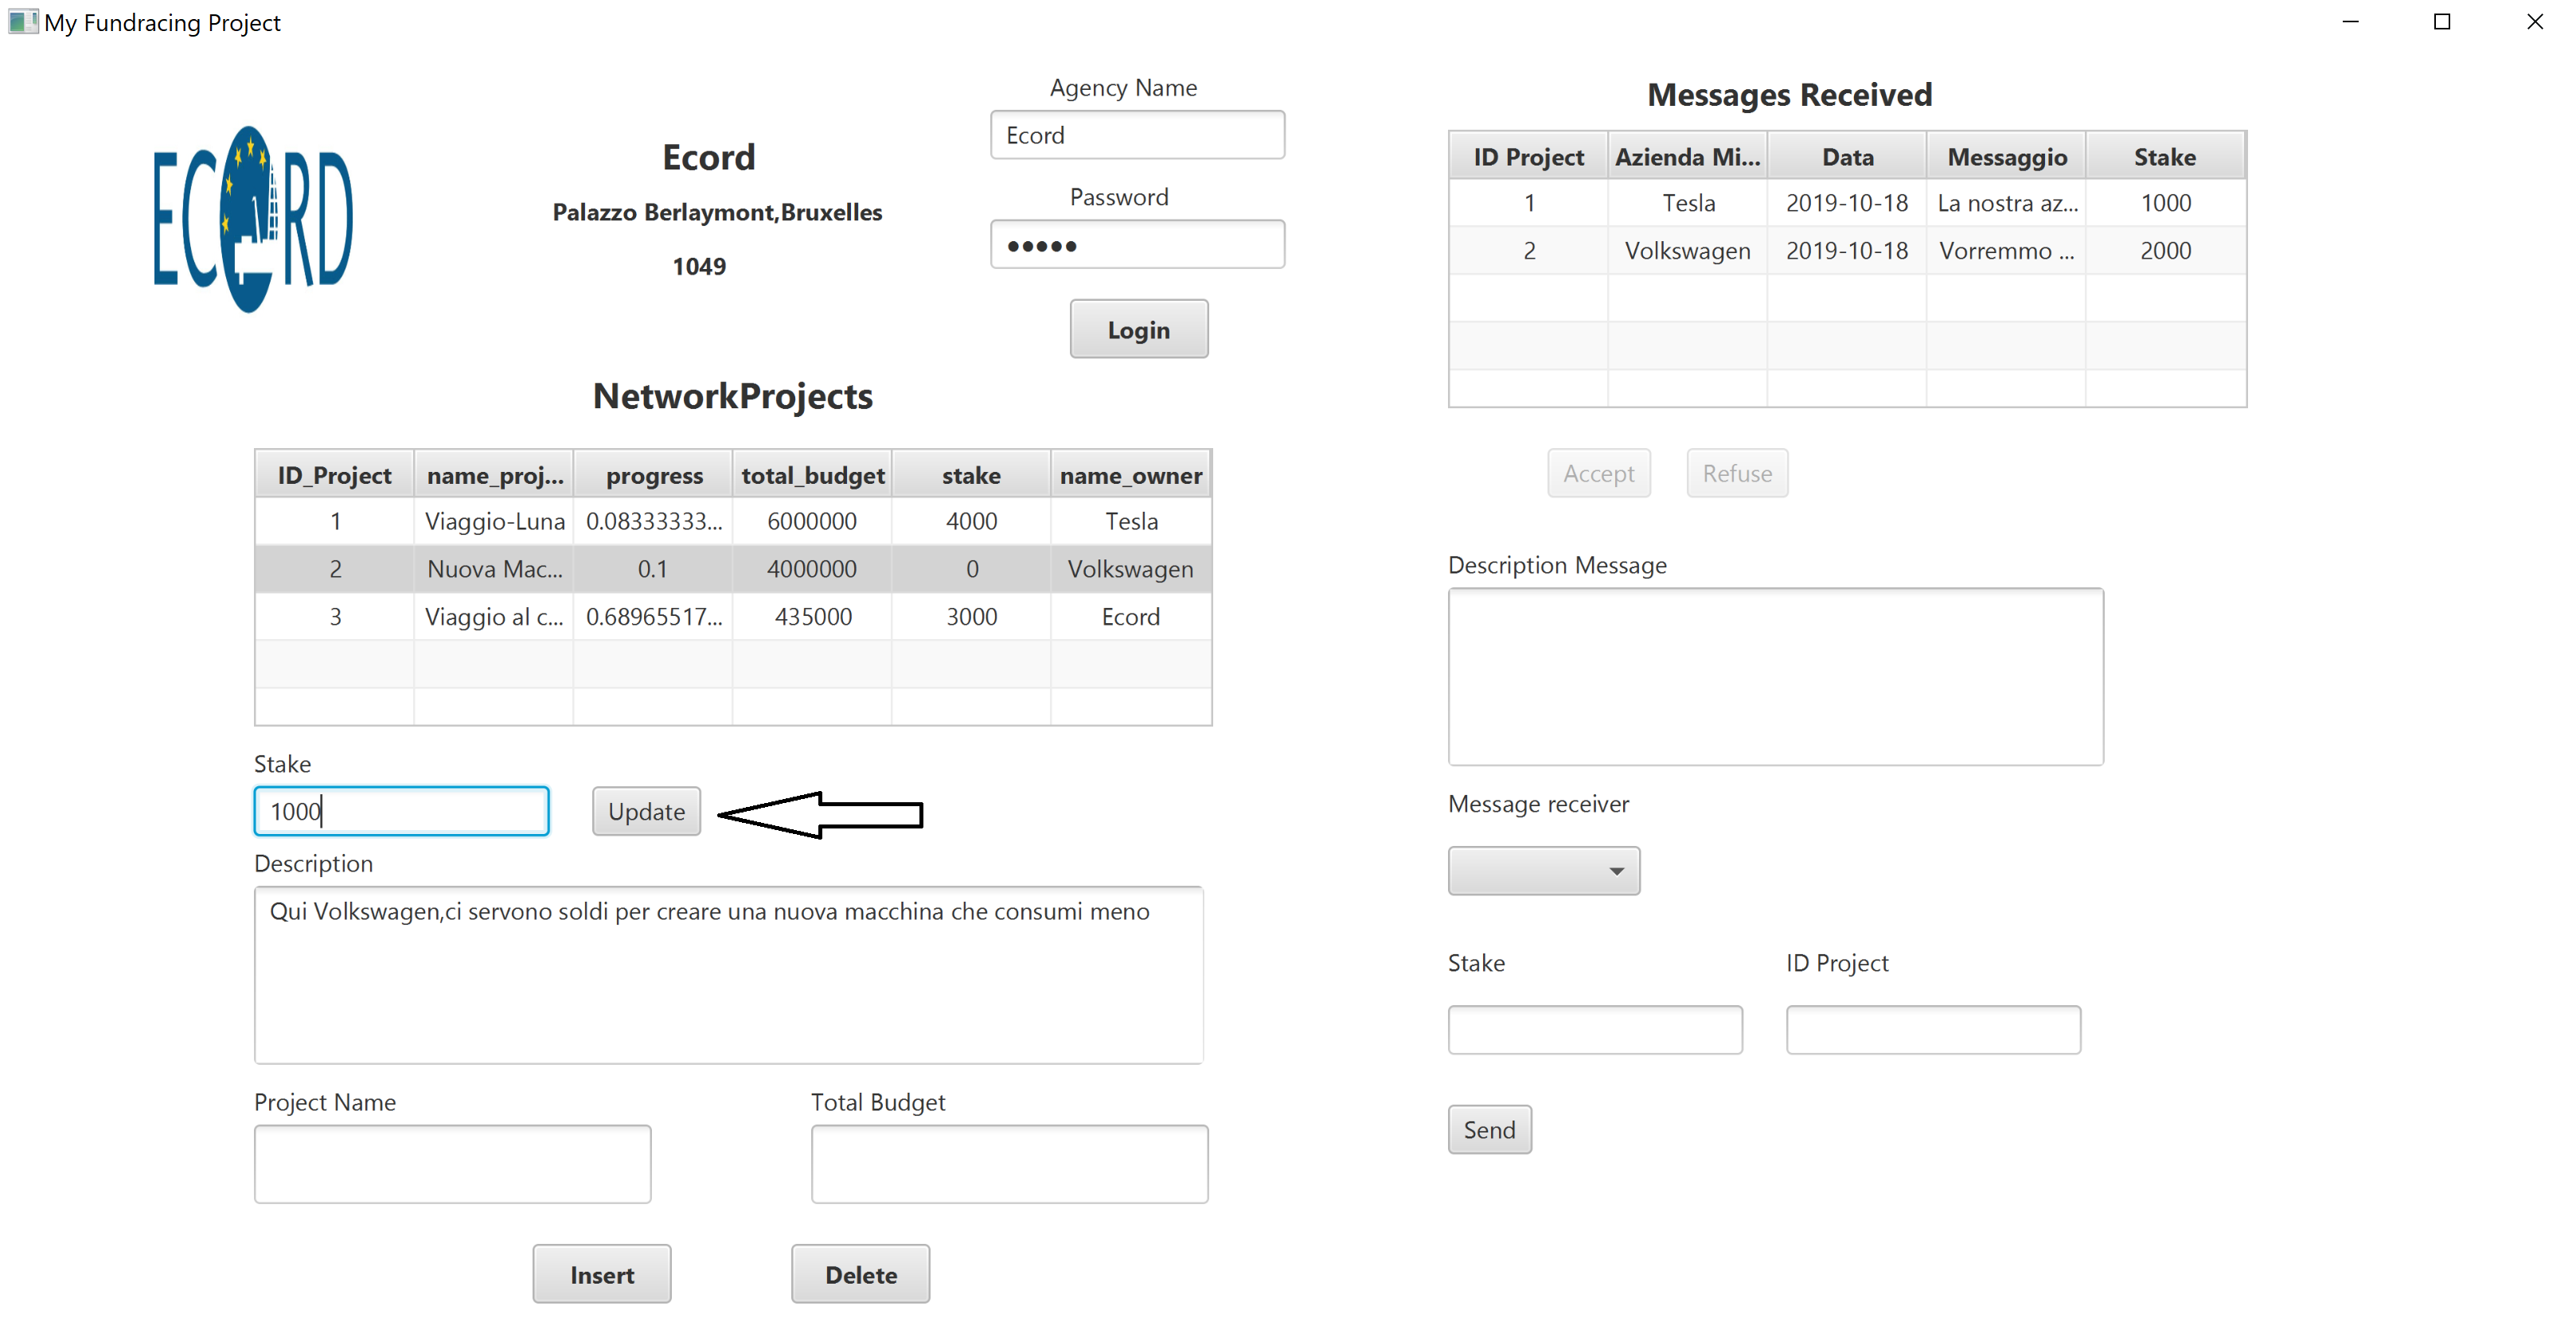 My Fundracing Project
ECORD
Ecord
Palazzo Berlaymont,Bruxelles
1049
Agency Name
Ecord
Password
●●●●●
Login
NetworkProjects
ID_Project name_proj... progress total_budget stake name_owner
1 Viaggio-Luna 0.08333333... 6000000 4000 Tesla
2 Nuova Mac... 0.1 4000000 0 Volkswagen
3 Viaggio al c... 0.68965517... 435000 3000 Ecord
Stake
1000
Update
Description
Qui Volkswagen,ci servono soldi per creare una nuova macchina che consumi meno
Project Name
Total Budget
Insert
Delete
Messages Received
ID Project Azienda Mi... Data Messaggio Stake
1 Tesla 2019-10-18 La nostra az... 1000
2 Volkswagen 2019-10-18 Vorremmo ... 2000
Accept
Refuse
Description Message
Message receiver
Stake
ID Project
Send